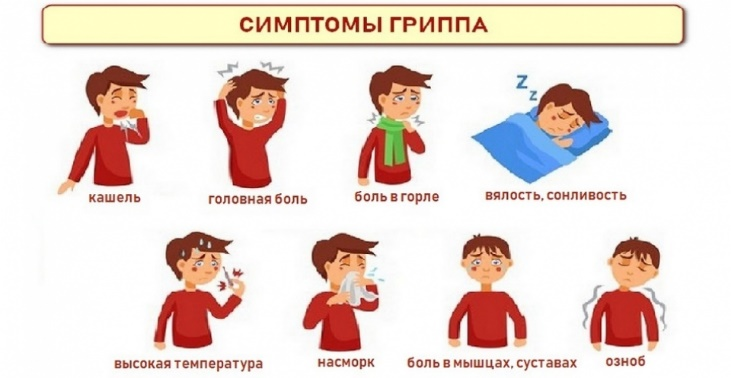 СИМПТОМЫ ГРИППА
кашель
головная боль
боль в горле
Z
Z
вялость, сонливость
высокая температура
насморк
боль в мышцах, суставах
озноб